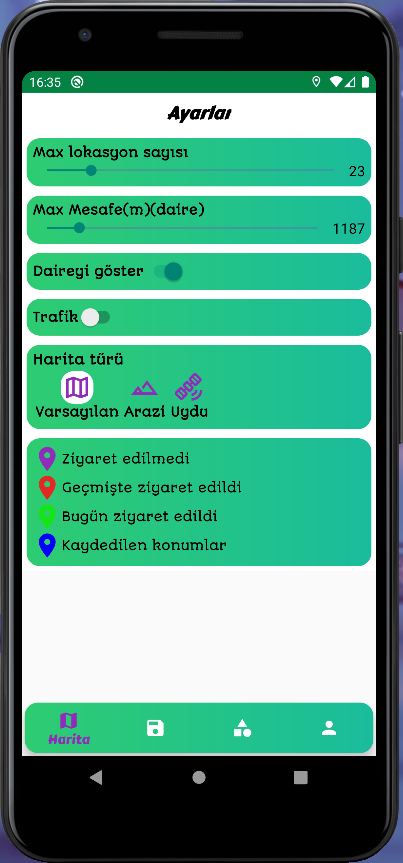 16:35
Ayarlar
Max lokasyon sayısı
23
Max Mesafe(m)(daire)
1187
Daireyi göster
Trafik
Harita türü
Varsayılan Arazi Uydu
Ziyaret edilmedi
Geçmişte ziyaret edildi
Bugün ziyaret edildi
Kaydedilen konumlar
Harita